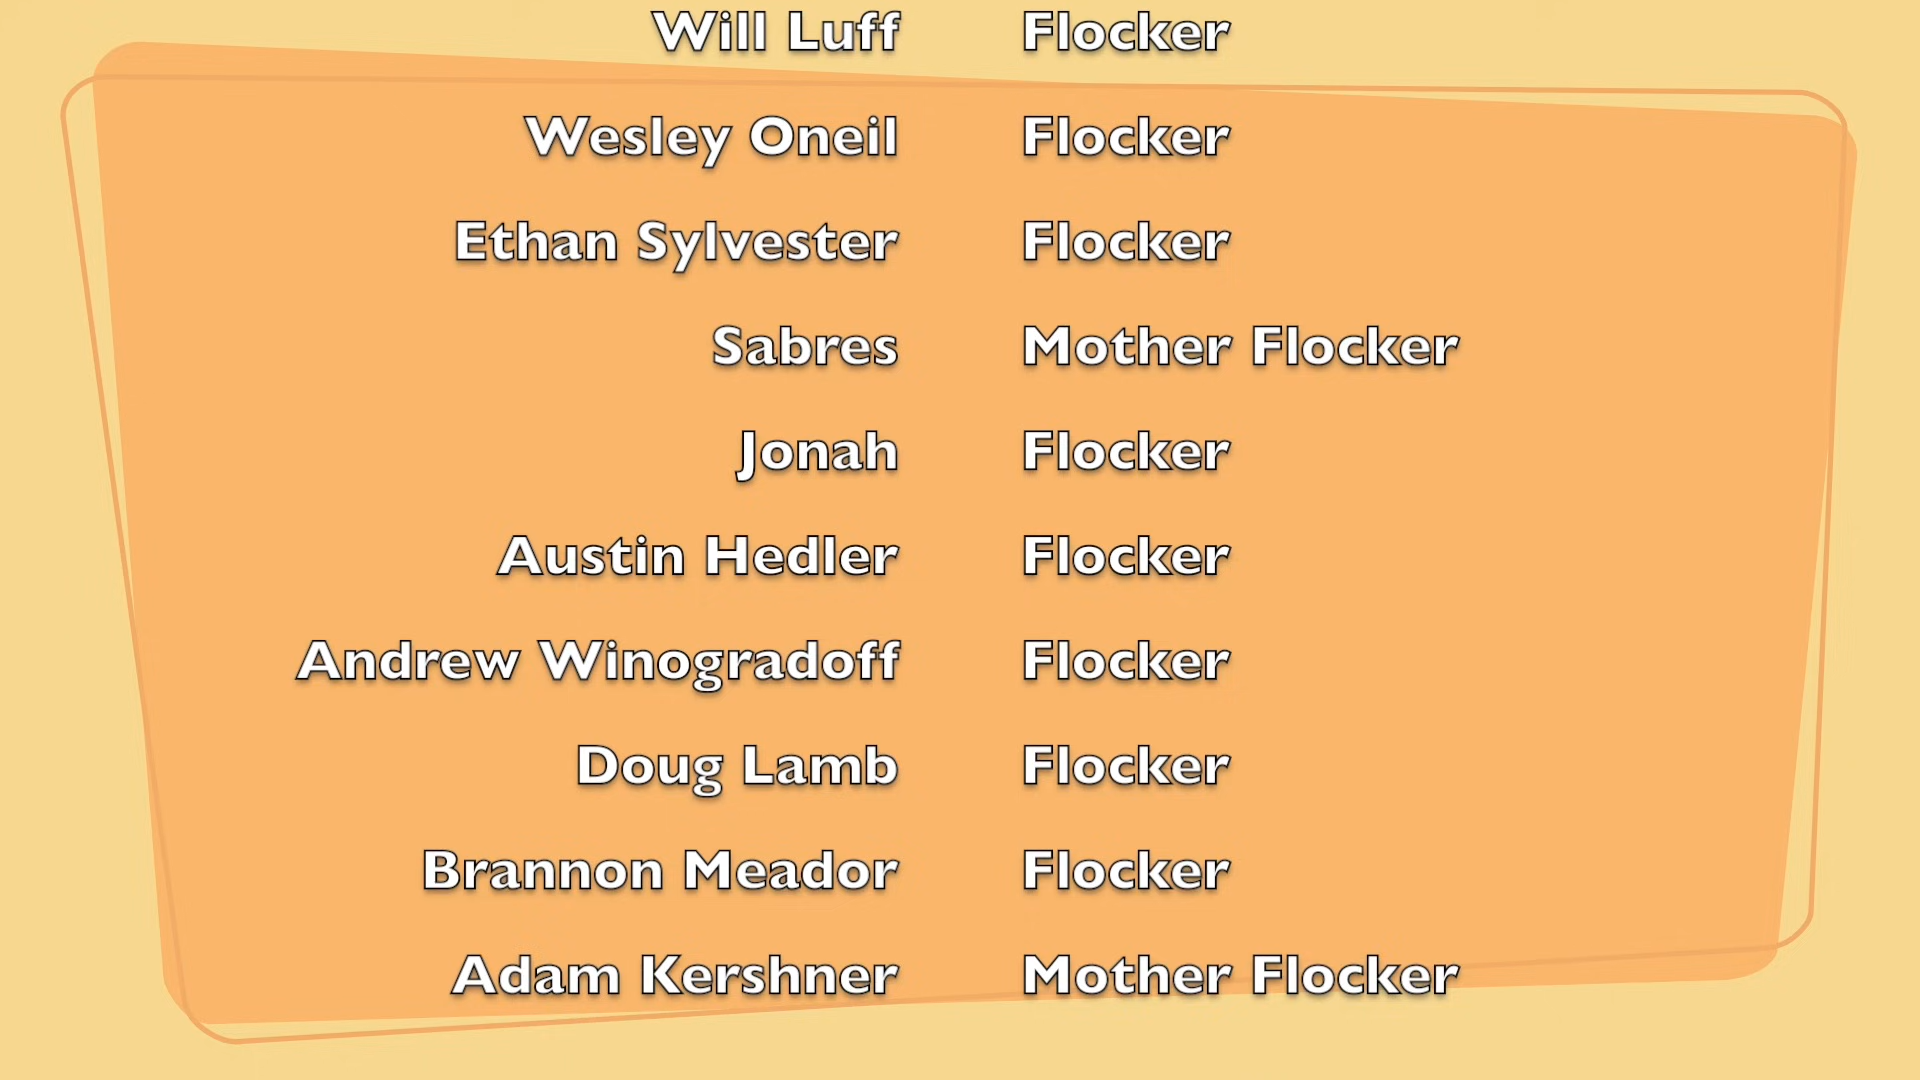 Will Luff Flocker
Wesley Oneil Flocker
Ethan Sylvester Flocker
Sabres Mother Flocker
Jonah Flocker
Austin Hedler Flocker
Andrew Winogradoff Flocker
Doug Lamb Flocker
Brannon Meador Flocker
Adam Kershner Mother Flocker